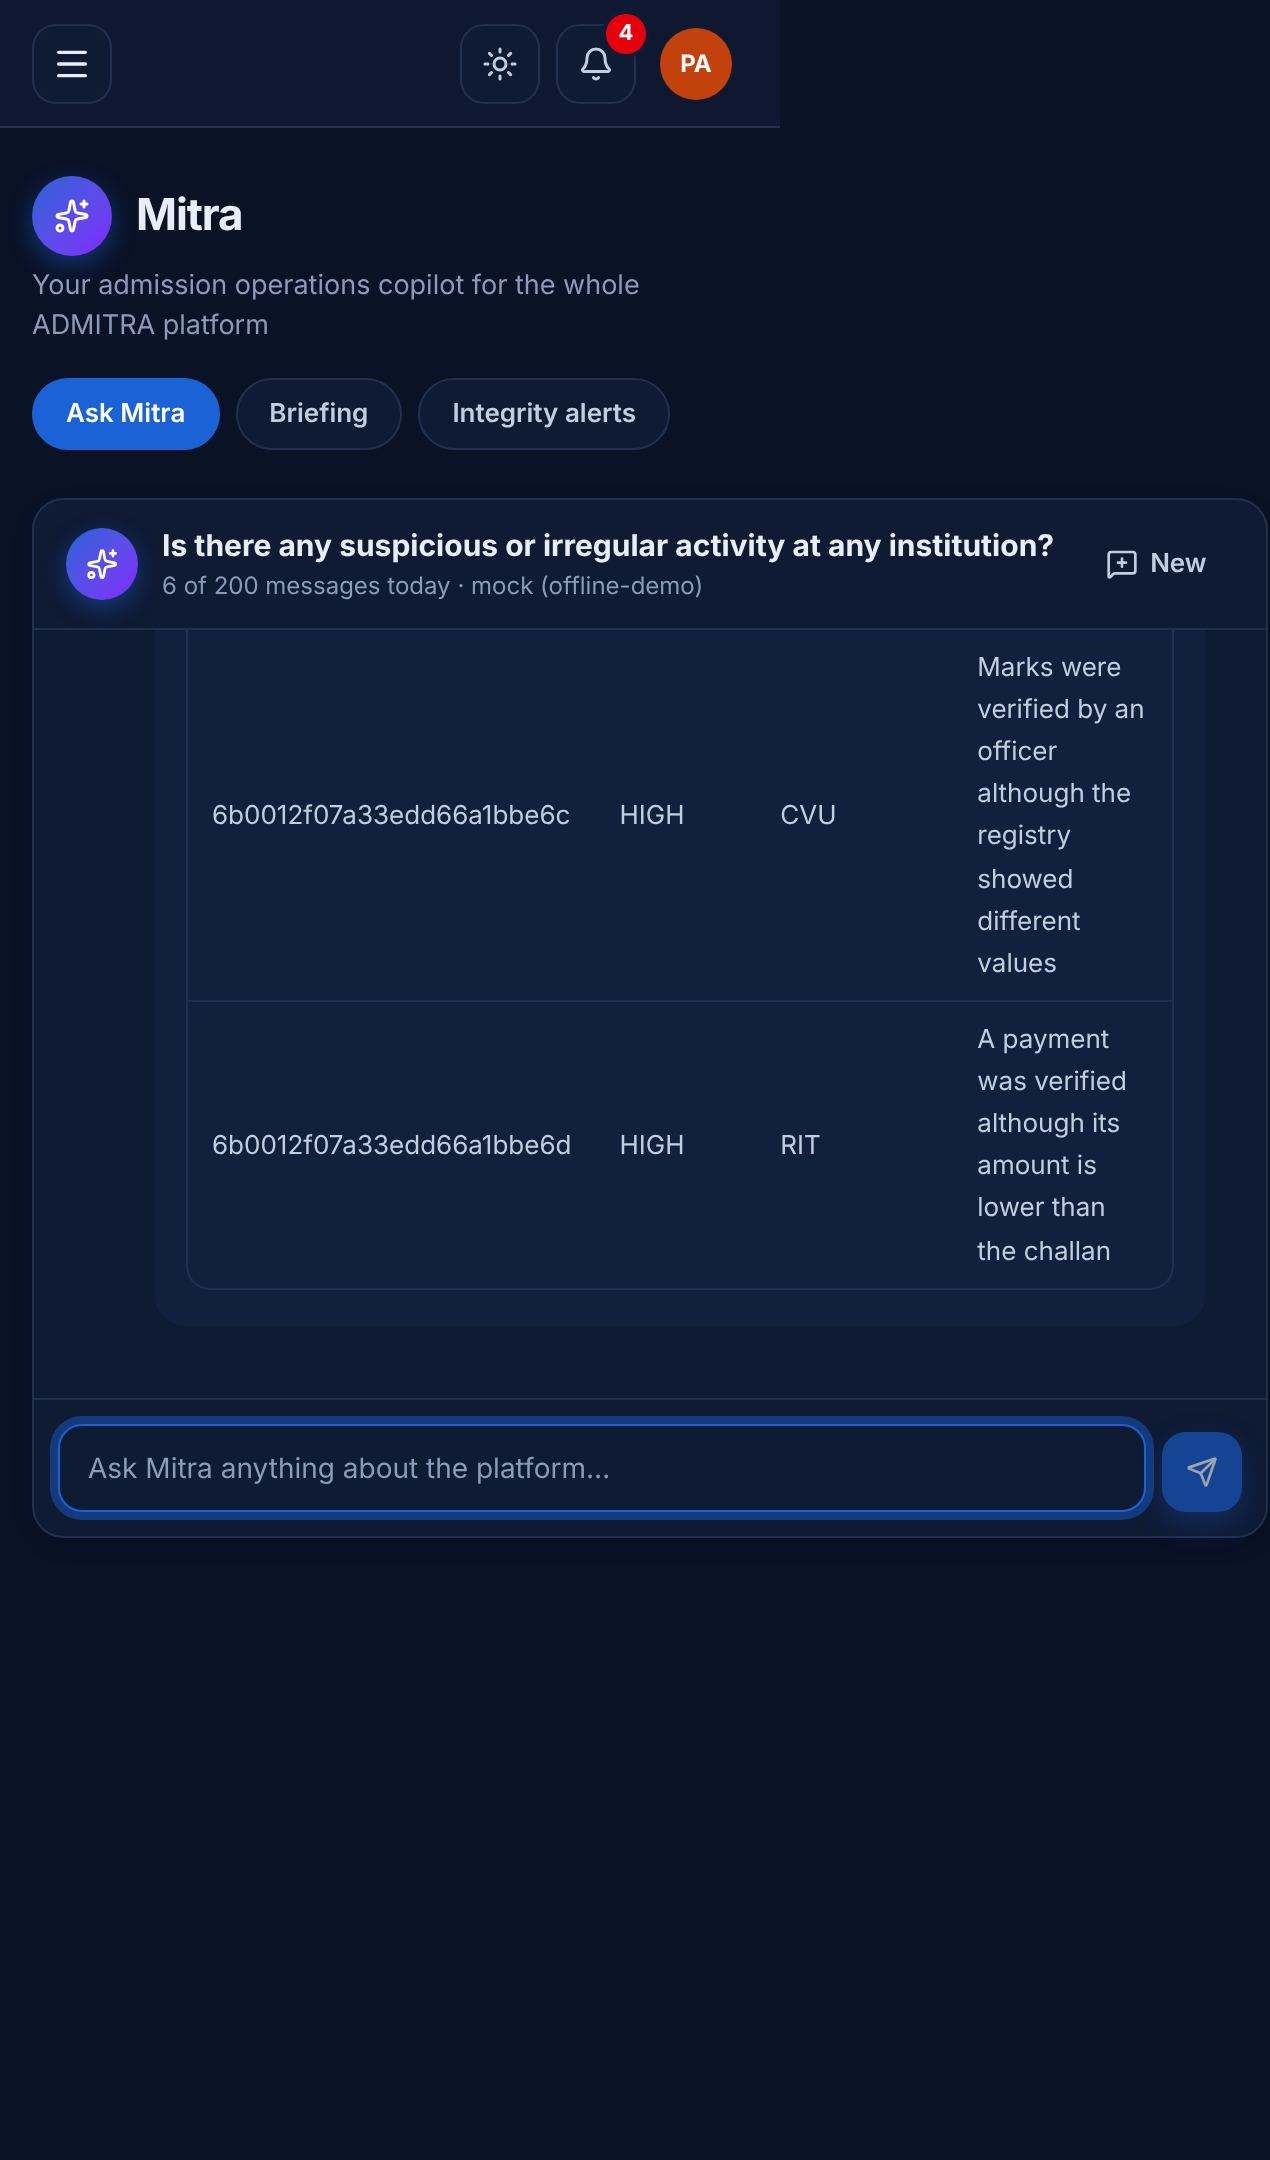 4
PA
Mitra
Your admission operations copilot for the whole
ADMITRA platform
Ask Mitra
Briefing
Integrity alerts
Is there any suspicious or irregular activity at any institution?
6 of 200 messages today · mock (offline-demo)
New
6b0012f07a33edd66a1bbe6c
HIGH
CVU
Marks were
verified by an
officer
although the
registry
showed
different
values
6b0012f07a33edd66a1bbe6d
HIGH
RIT
A payment
was verified
although its
amount is
lower than
the challan
Ask Mitra anything about the platform...